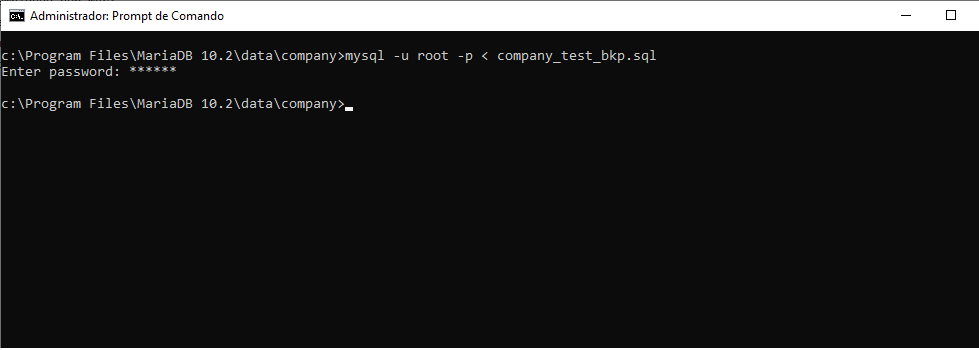 Administrador: Prompt de Comando
c:\Program Files\MariaDB 10.2\data\company>mysql -u root -p < company_test_bkp.sql
Enter password: ******
c:\Program Files\MariaDB 10.2\data\company>